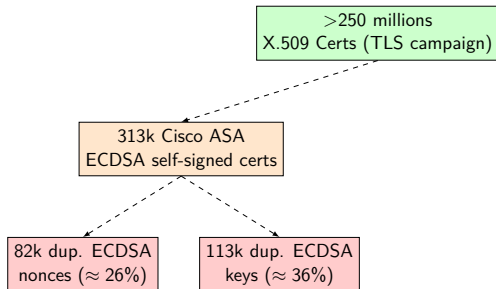 >250 millions
X.509 Certs (TLS campaign)
313k Cisco ASA
ECDSA self-signed certs
82k dup. ECDSA
nonces (≈ 26%)
113k dup. ECDSA
keys (≈ 36%)